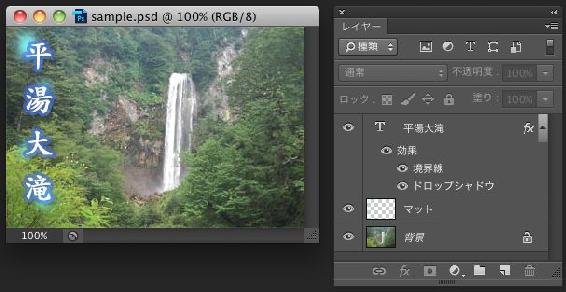 sample.psd @ 100% (RGB/8)
平
湯
大
滝
100%
レイヤー
種類
通常
不透明度:
100%
ロック:
塗り:
100%
T 平湯大滝 fx
効果
境界線
ドロップシャドウ
マット
背景
fx